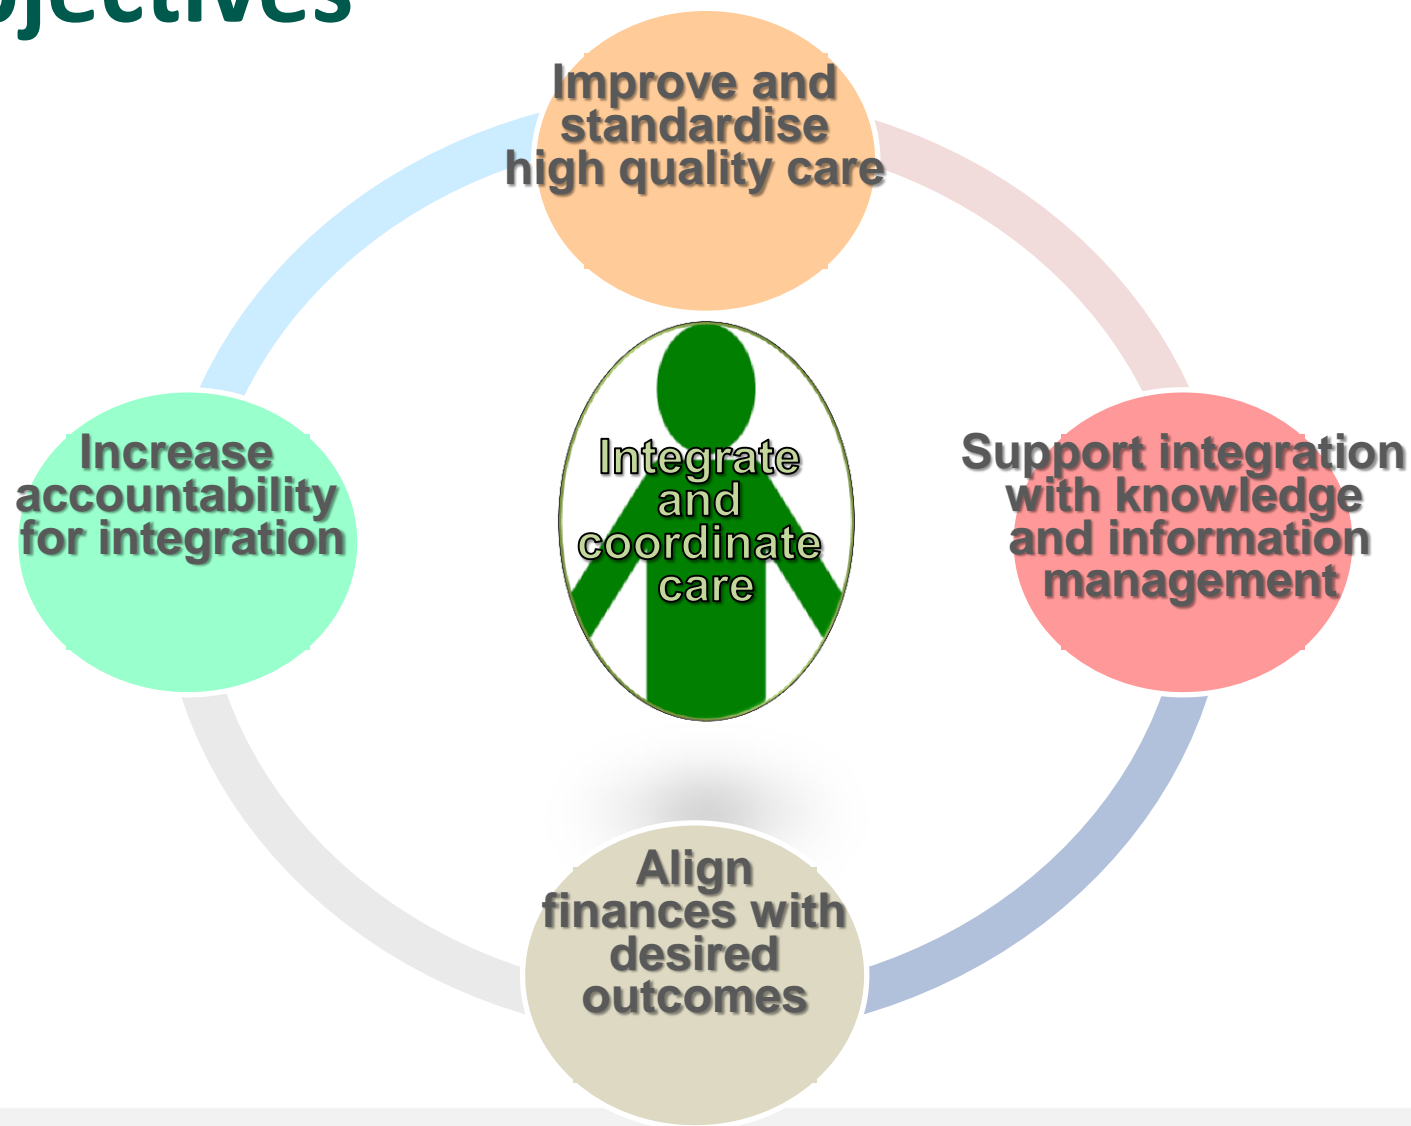 Improve and
standardise
high quality care
Increase
accountability
for integration
Integrate
and
coordinate
care
Support integration
with knowledge
and information
management
Align
finances with
desired
outcomes